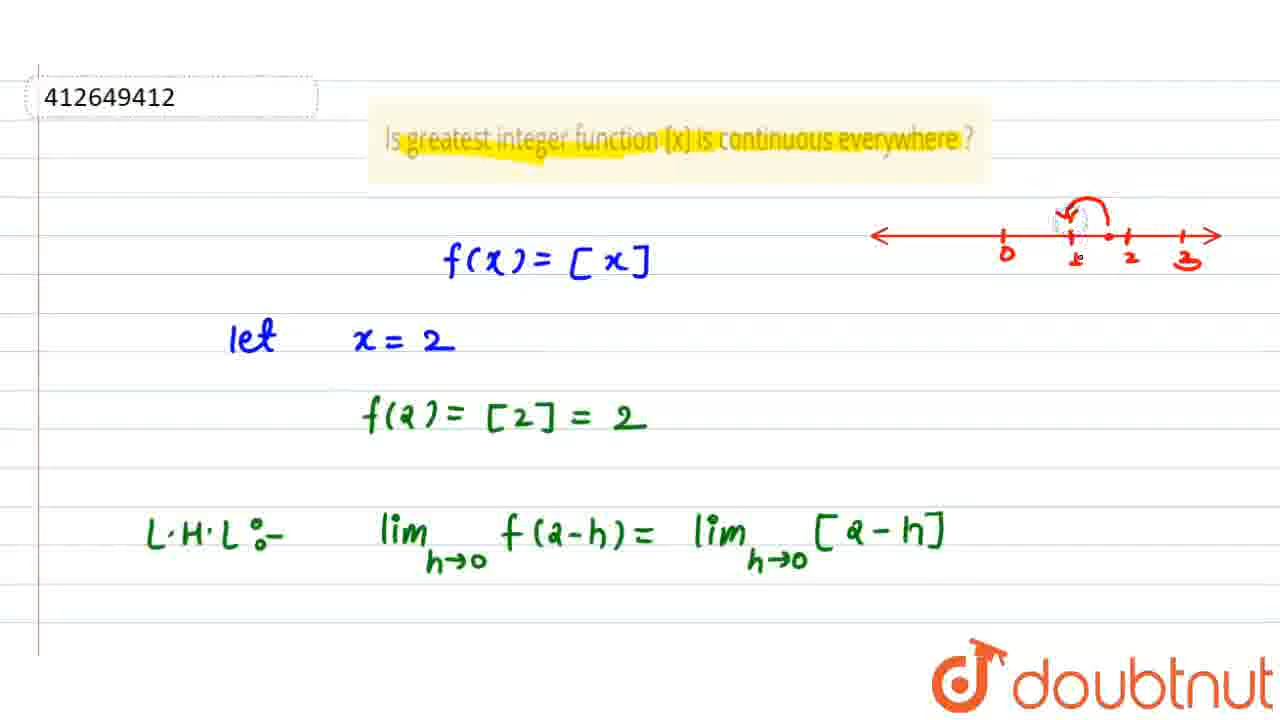 412649412
Is greatest integer function [x] is continuous everywhere ?
0 1 2 3
f(x) = [x]
let x = 2
f(2) = [2] = 2
L.H.L :- lim h→0 f(2-h) = lim h→0 [2-h]
doubtnut